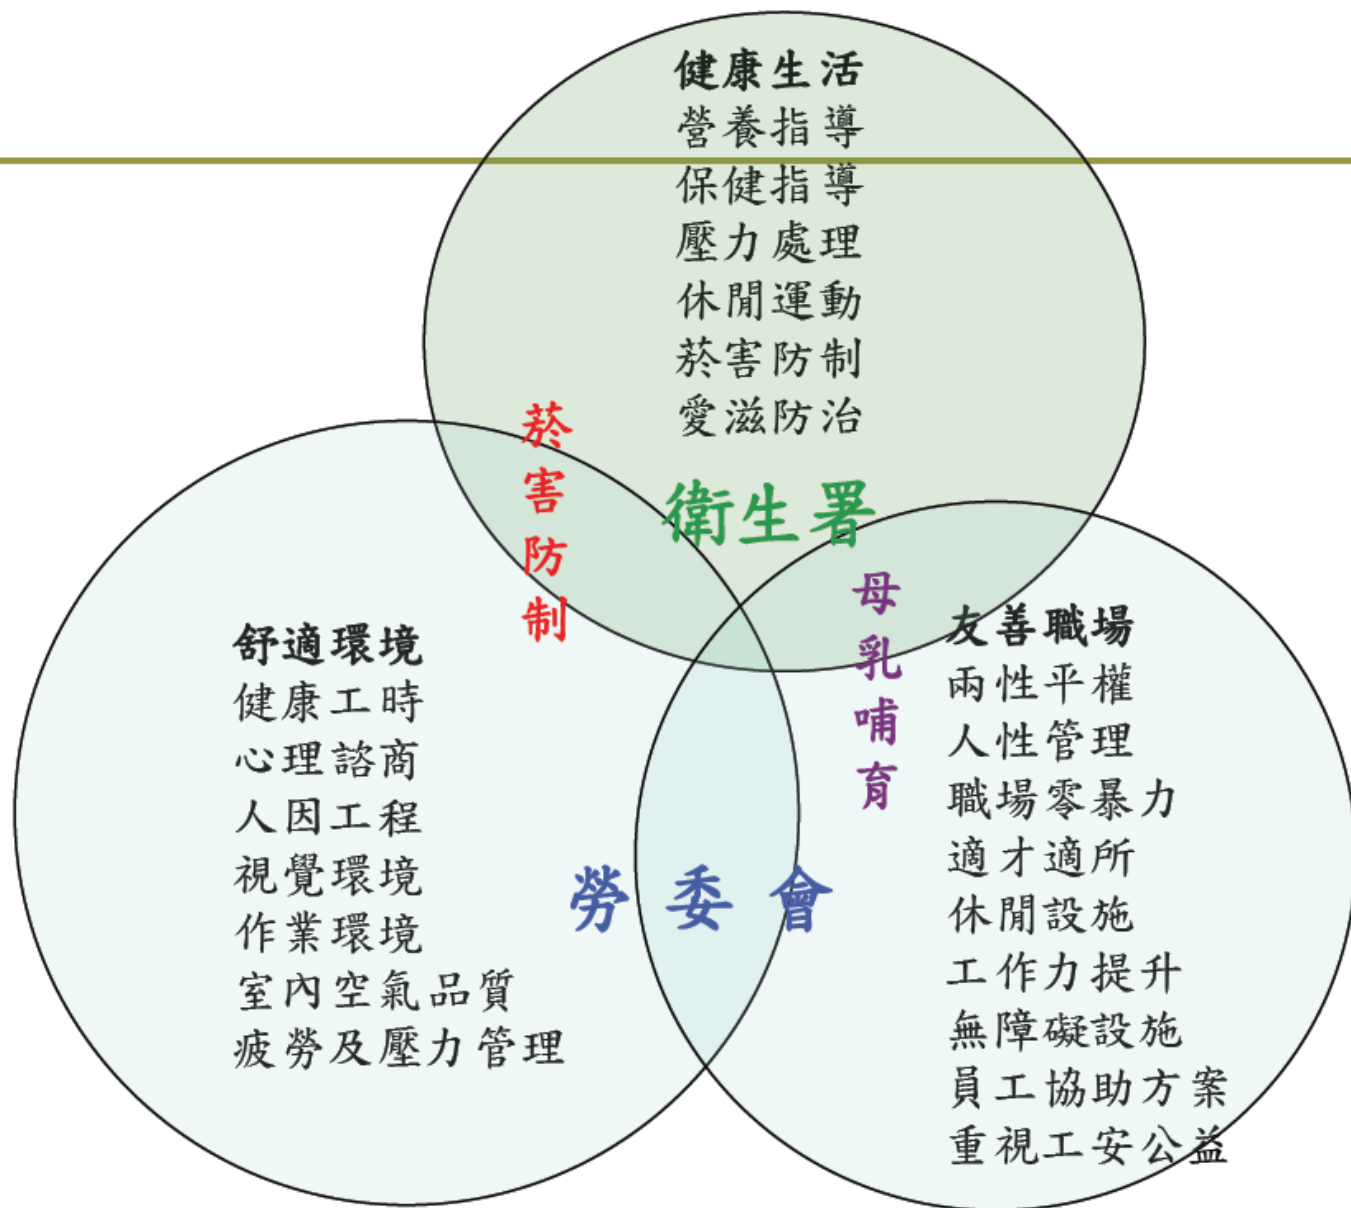 健康生活
營養指導
保健指導
壓力處理
休閒運動
菸害防制
愛滋防治
衛生署
菸害防制
母乳哺育
舒適環境
健康工時
心理諮商
人因工程
視覺環境
作業環境
室內空氣品質
疲勞及壓力管理
勞委會
友善職場
兩性平權
人性管理
職場零暴力
適才適所
休閒設施
工作力提升
無障礙設施
員工協助方案
重視工安公益